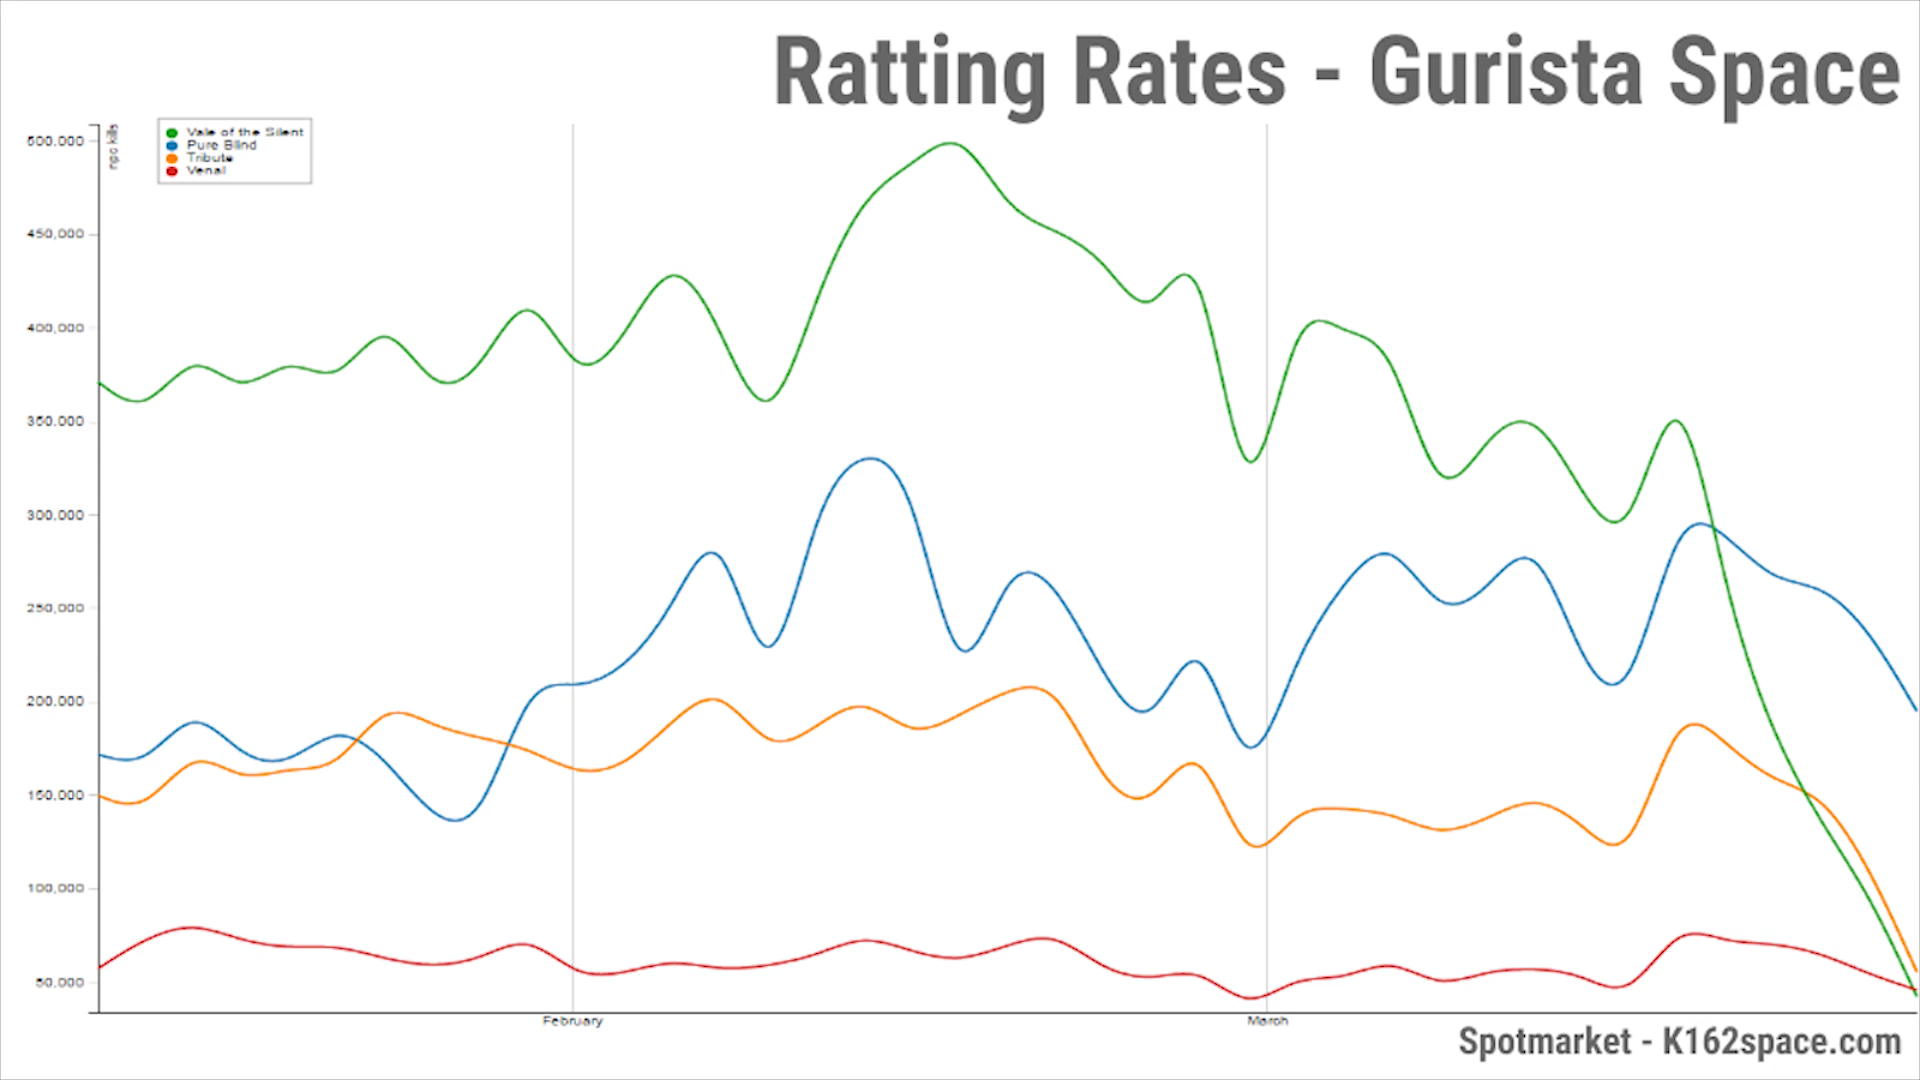 Ratting Rates - Gurista Space
npc kills
Vale of the Silent
Pure Blind
Tribute
Venal
500,000
450,000
400,000
350,000
300,000
250,000
200,000
150,000
100,000
50,000
February
March
Spotmarket - K162space.com